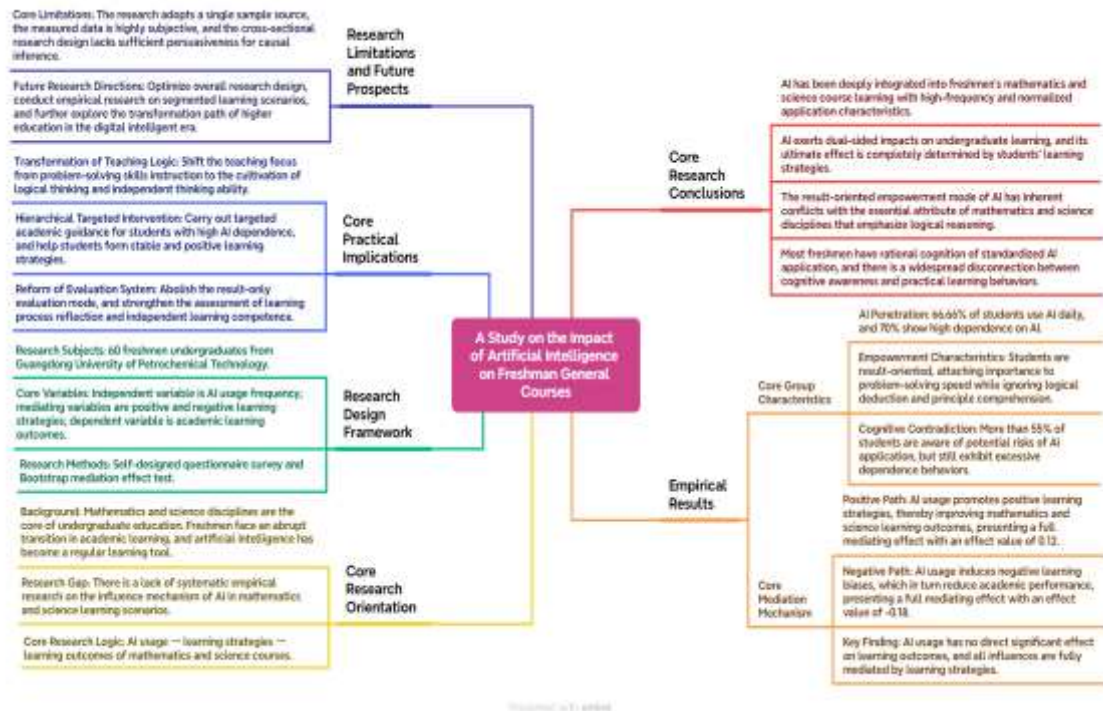 Core Limitations: The research adopts a single sample source,
the measured data is highly subjective, and the cross-sectional
research design lacks sufficient persuasiveness for causal
inference.
Future Research Directions: Optimize overall research design,
conduct empirical research on segmented learning scenarios,
and further explore the transformation path of higher
education in the digital intelligent era.
Research
Limitations
and Future
Prospects
Transformation of Teaching Logic: Shift the teaching focus
from problem-solving skills instruction to the cultivation of
logical thinking and independent thinking ability.
Hierarchical Targeted Intervention: Carry out targeted
academic guidance for students with high AI dependence,
and help students form stable and positive learning
strategies.
Reform of Evaluation System: Abolish the result-only
evaluation mode, and strengthen the assessment of learning
process reflection and independent learning competence.
Core
Practical
Implications
Research Subjects: 60 freshmen undergraduates from
Guangdong University of Petrochemical Technology.
Core Variables: Independent variable is AI usage frequency;
mediating variables are positive and negative learning
strategies; dependent variable is academic learning
outcomes.
Research Methods: Self-designed questionnaire survey and
Bootstrap mediation effect test.
Research
Design
Framework
Background: Mathematics and science disciplines are the
core of undergraduate education. Freshmen face an abrupt
transition in academic learning, and artificial intelligence has
become a regular learning tool.
Research Gap: There is a lack of systematic empirical
research on the influence mechanism of AI in mathematics
and science learning scenarios.
Core Research Logic: AI usage — learning strategies —
learning outcomes of mathematics and science courses.
Core
Research
Orientation
A Study on the Impact
of Artificial Intelligence
on Freshman General
Courses
Core
Research
Conclusions
AI has been deeply integrated into freshmen's mathematics and
science course learning with high-frequency and normalized
application characteristics.
AI exerts dual-sided impacts on undergraduate learning, and its
ultimate effect is completely determined by students' learning
strategies.
The result-oriented empowerment mode of AI has inherent
conflicts with the essential attribute of mathematics and science
disciplines that emphasize logical reasoning.
Most freshmen have rational cognition of standardized AI
application, and there is a widespread disconnection between
cognitive awareness and practical learning behaviors.
Empirical
Results
Core Group
Characteristics
AI Penetration: 66.66% of students use AI daily,
and 70% show high dependence on AI.
Empowerment Characteristics: Students are
result-oriented, attaching importance to
problem-solving speed while ignoring logical
deduction and principle comprehension.
Cognitive Contradiction: More than 55% of
students are aware of potential risks of AI
application, but still exhibit excessive
dependence behaviors.
Core
Mediation
Mechanism
Positive Path: AI usage promotes positive learning
strategies, thereby improving mathematics and
science learning outcomes, presenting a full
mediating effect with an effect value of 0.12.
Negative Path: AI usage induces negative learning
biases, which in turn reduce academic performance,
presenting a full mediating effect with an effect
value of -0.18.
Key Finding: AI usage has no direct significant effect
on learning outcomes, and all influences are fully
mediated by learning strategies.
Presented with xmind